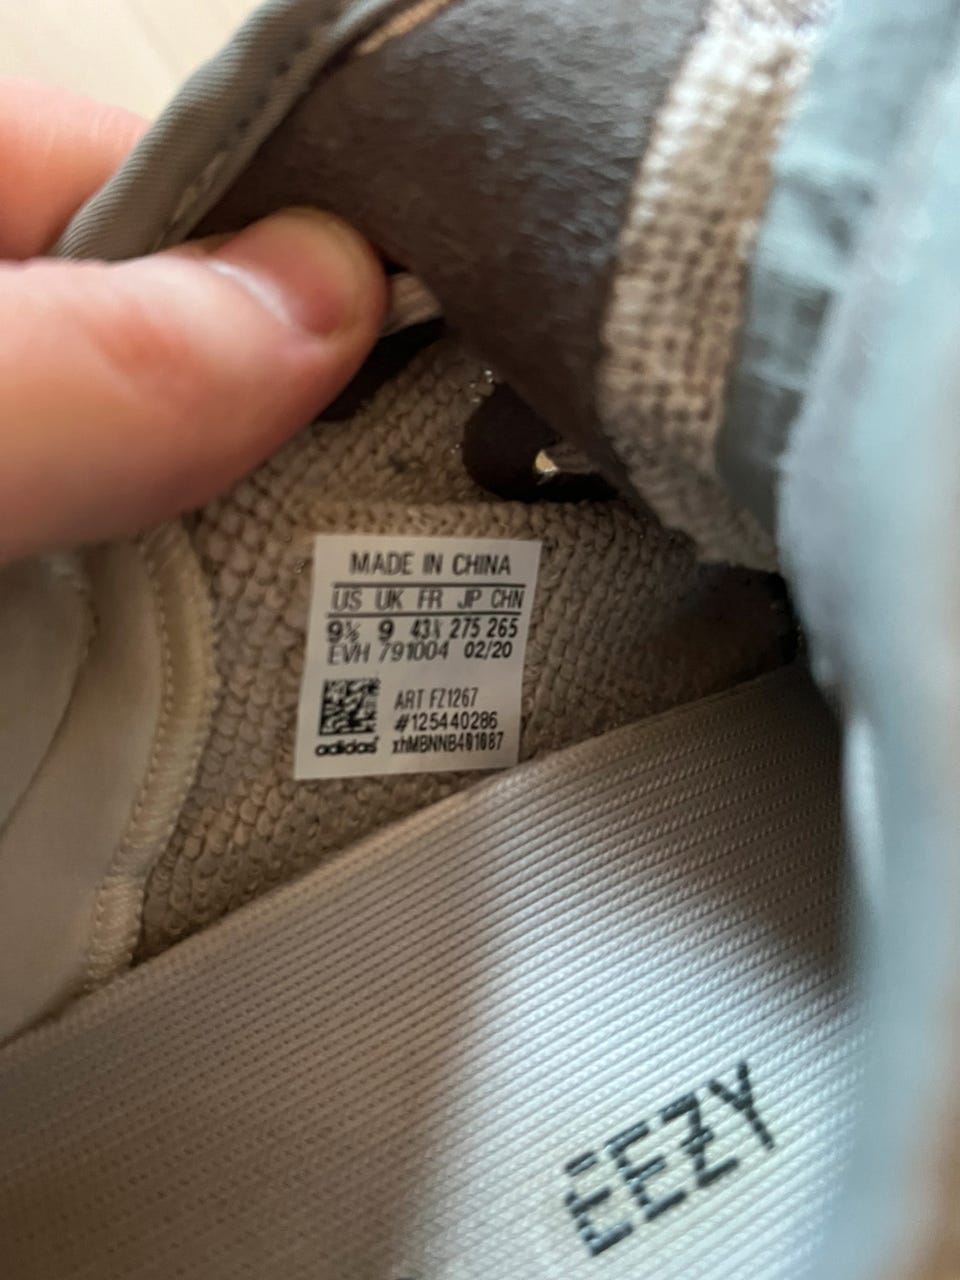 MADE IN CHINA
US UK FR JP CHN
9½ 9 43⅓ 275 265
EVH 791004 02/20
ART FZ1267
#125440286
adidas xhMBNNB401087
EEZY